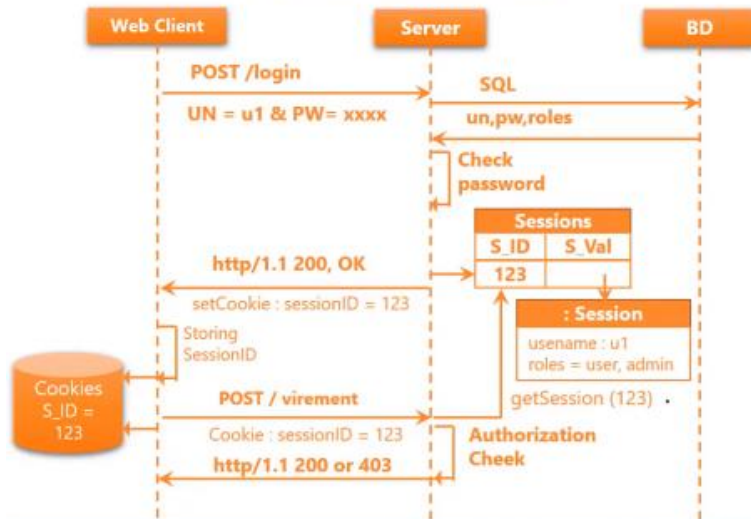 Web Client
Server
BD
POST /login
SQL
UN = u1 & PW= xxxx
un,pw,roles
Check
password
Sessions
S_ID S_Val
123
http/1.1 200, OK
setCookie : sessionID = 123
: Session
usename : u1
roles = user, admin
Storing
SessionID
Cookies
S_ID =
123
POST / virement
getSession (123) .
Cookie : sessionID = 123
Authorization
Cheek
http/1.1 200 or 403